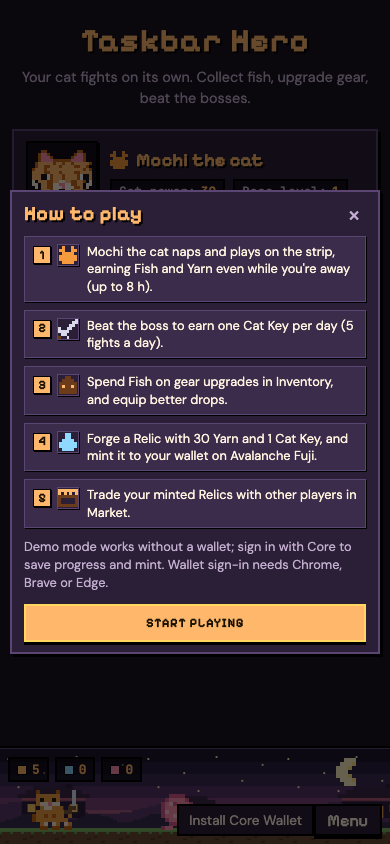 Taskbar Hero
Your cat fights on its own. Collect fish, upgrade gear,
beat the bosses.
Mochi the cat
How to play
×
1
Mochi the cat naps and plays on the strip,
earning Fish and Yarn even while you're away
(up to 8 h).
2
Beat the boss to earn one Cat Key per day (5
fights a day).
3
Spend Fish on gear upgrades in Inventory,
and equip better drops.
4
Forge a Relic with 30 Yarn and 1 Cat Key, and
mint it to your wallet on Avalanche Fuji.
5
Trade your minted Relics with other players in
Market.
Demo mode works without a wallet; sign in with Core to
save progress and mint. Wallet sign-in needs Chrome,
Brave or Edge.
START PLAYING
5 0 0
Install Core Wallet Menu